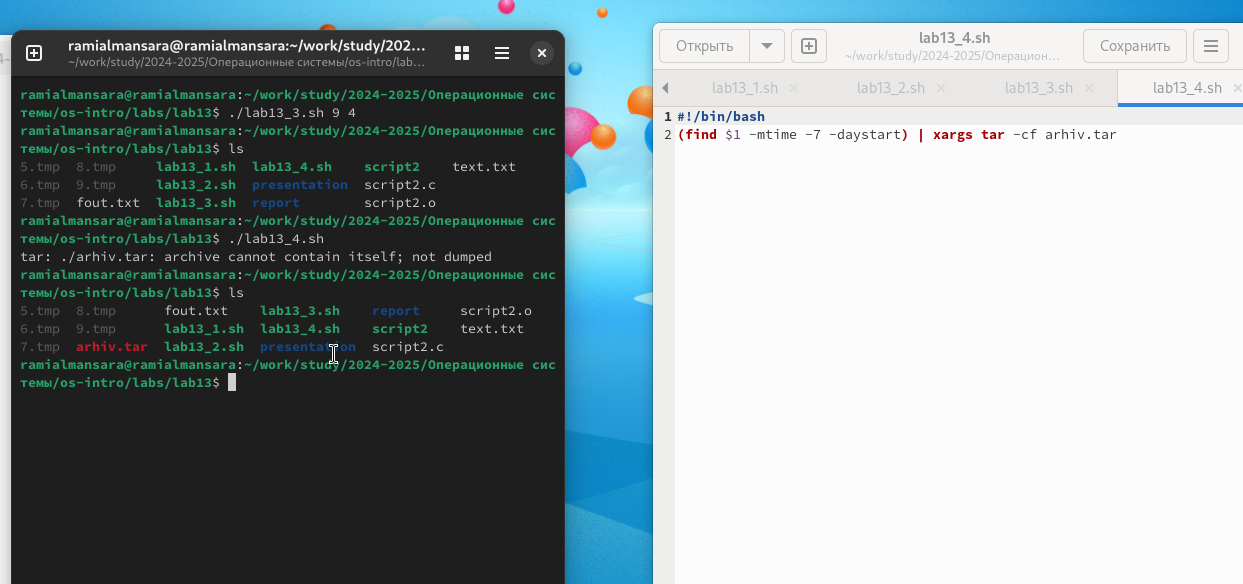 ramialmansara@ramialmansara:~/work/study/202...
~/work/study/2024-2025/Операционные системы/os-intro/lab...
ramialmansara@ramialmansara:~/work/study/2024-2025/Операционные сис
темы/os-intro/labs/lab13$ ./lab13_3.sh 9 4
ramialmansara@ramialmansara:~/work/study/2024-2025/Операционные сис
темы/os-intro/labs/lab13$ ls
5.tmp 8.tmp lab13_1.sh lab13_4.sh script2 text.txt
6.tmp 9.tmp lab13_2.sh presentation script2.c
7.tmp fout.txt lab13_3.sh report script2.o
ramialmansara@ramialmansara:~/work/study/2024-2025/Операционные сис
темы/os-intro/labs/lab13$ ./lab13_4.sh
tar: ./arhiv.tar: archive cannot contain itself; not dumped
ramialmansara@ramialmansara:~/work/study/2024-2025/Операционные сис
темы/os-intro/labs/lab13$ ls
5.tmp 8.tmp fout.txt lab13_3.sh report script2.o
6.tmp 9.tmp lab13_1.sh lab13_4.sh script2 text.txt
7.tmp arhiv.tar lab13_2.sh presentation script2.c
ramialmansara@ramialmansara:~/work/study/2024-2025/Операционные сис
темы/os-intro/labs/lab13$
Открыть
lab13_4.sh
~/work/study/2024-2025/Операцион...
Сохранить
lab13_1.sh lab13_2.sh lab13_3.sh lab13_4.sh
1 #!/bin/bash
2 (find $1 -mtime -7 -daystart) | xargs tar -cf arhiv.tar